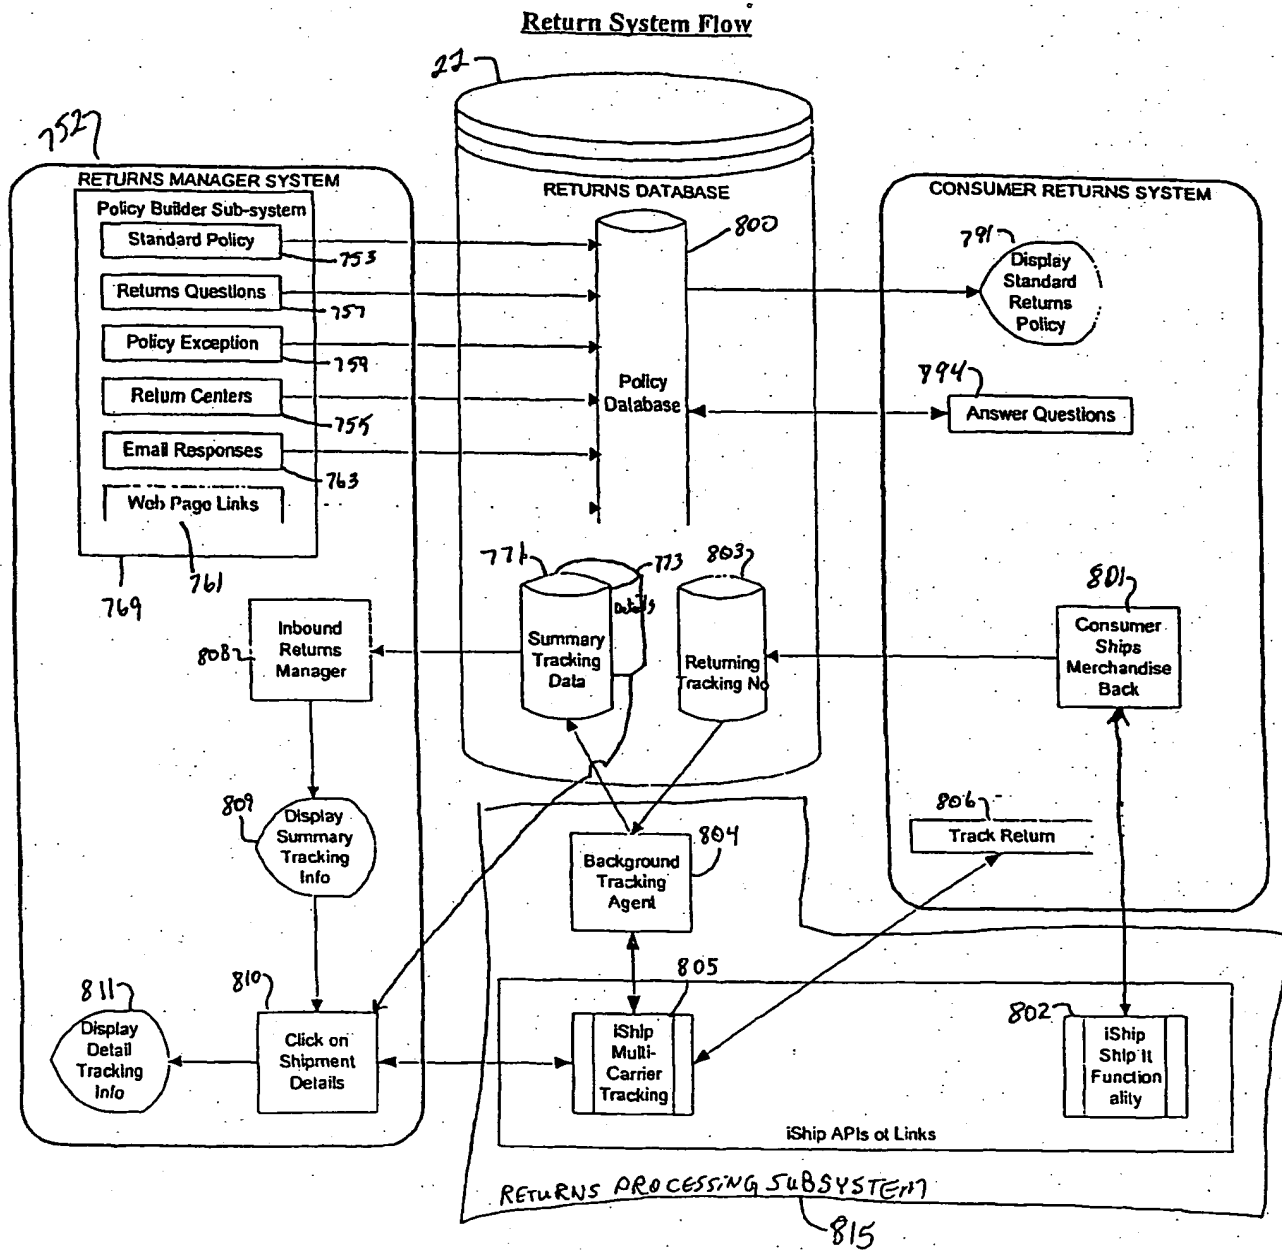 Return System Flow
22
752
RETURNS MANAGER SYSTEM
Policy Builder Sub-system
Standard Policy
753
Returns Questions
757
Policy Exception
759
Return Centers
755
Email Responses
763
Web Page Links
761
769
RETURNS DATABASE
800
Policy
Database
CONSUMER RETURNS SYSTEM
791
Display
Standard
Returns
Policy
794
Answer Questions
771
773
Details
Summary
Tracking
Data
803
Returning
Tracking No
801
Consumer
Ships
Merchandise
Back
808
Inbound
Returns
Manager
809
Display
Summary
Tracking
Info
804
Background
Tracking
Agent
806
Track Return
811
Display
Detail
Tracking
Info
810
Click on
Shipment
Details
805
iShip
Multi-
Carrier
Tracking
802
iShip
Ship It
Function
ality
iShip APIs ot Links
RETURNS PROCESSING SUBSYSTEM
815